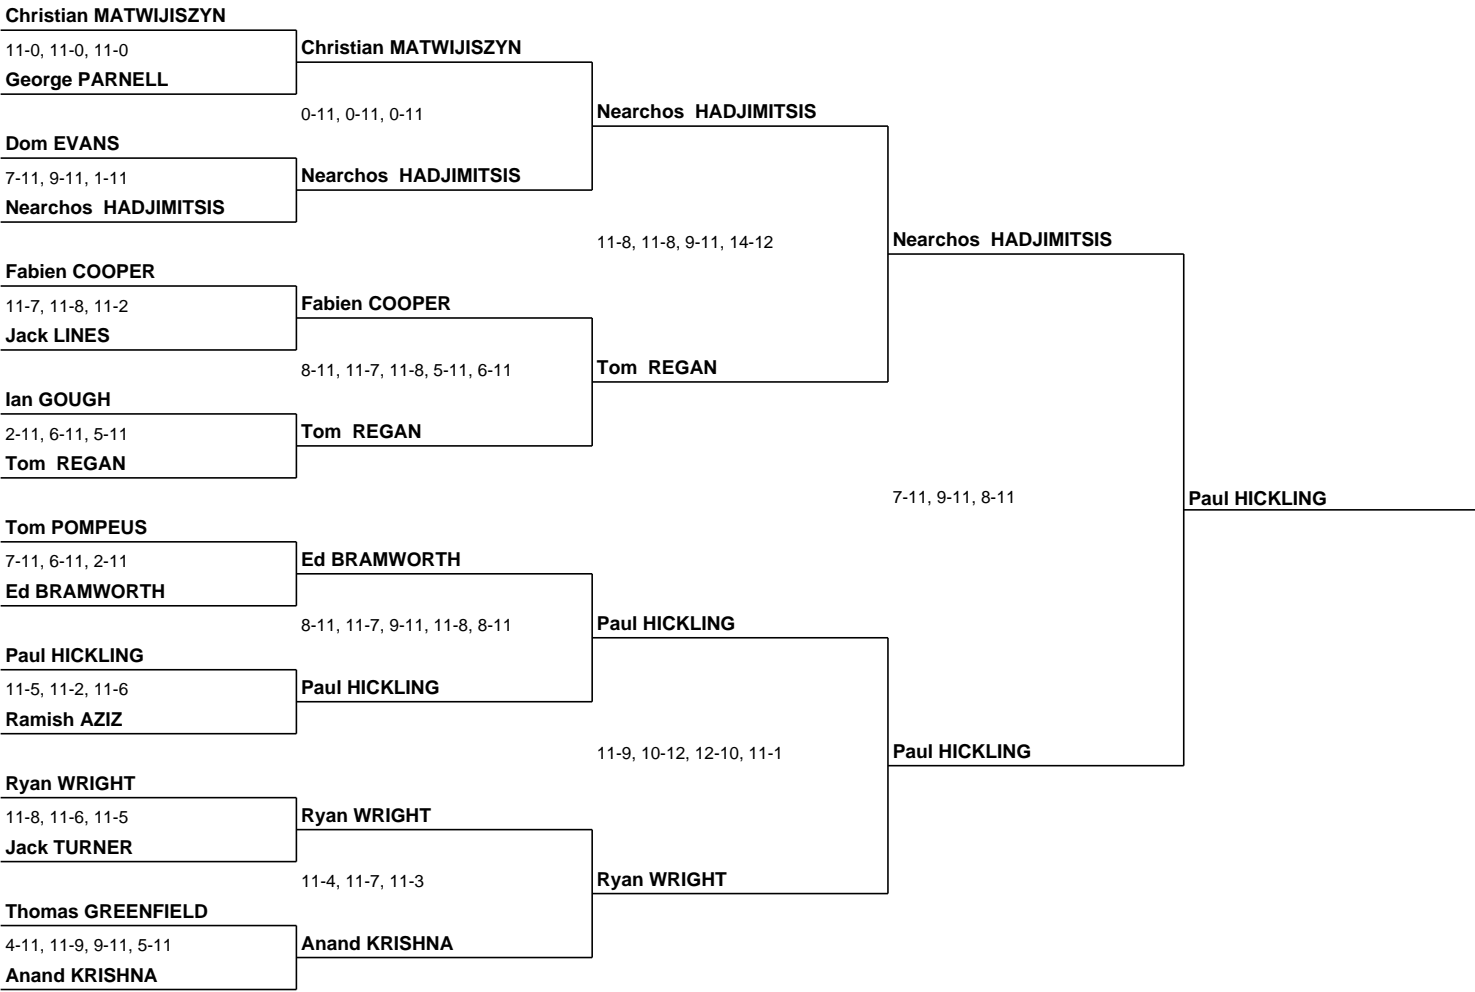 Christian MATWIJISZYN
11-0, 11-0, 11-0
George PARNELL
Dom EVANS
7-11, 9-11, 1-11
Nearchos  HADJIMITSIS
Fabien COOPER
11-7, 11-8, 11-2
Jack LINES
Ian GOUGH
2-11, 6-11, 5-11
Tom  REGAN
Tom POMPEUS
7-11, 6-11, 2-11
Ed BRAMWORTH
Paul HICKLING
11-5, 11-2, 11-6
Ramish AZIZ
Ryan WRIGHT
11-8, 11-6, 11-5
Jack TURNER
Thomas GREENFIELD
4-11, 11-9, 9-11, 5-11
Anand KRISHNA
Christian MATWIJISZYN
0-11, 0-11, 0-11
Nearchos  HADJIMITSIS
Fabien COOPER
8-11, 11-7, 11-8, 5-11, 6-11
Tom  REGAN
Ed BRAMWORTH
8-11, 11-7, 9-11, 11-8, 8-11
Paul HICKLING
Ryan WRIGHT
11-4, 11-7, 11-3
Anand KRISHNA
Nearchos  HADJIMITSIS
11-8, 11-8, 9-11, 14-12
Tom  REGAN
Paul HICKLING
11-9, 10-12, 12-10, 11-1
Ryan WRIGHT
Nearchos  HADJIMITSIS
7-11, 9-11, 8-11
Paul HICKLING
Paul HICKLING